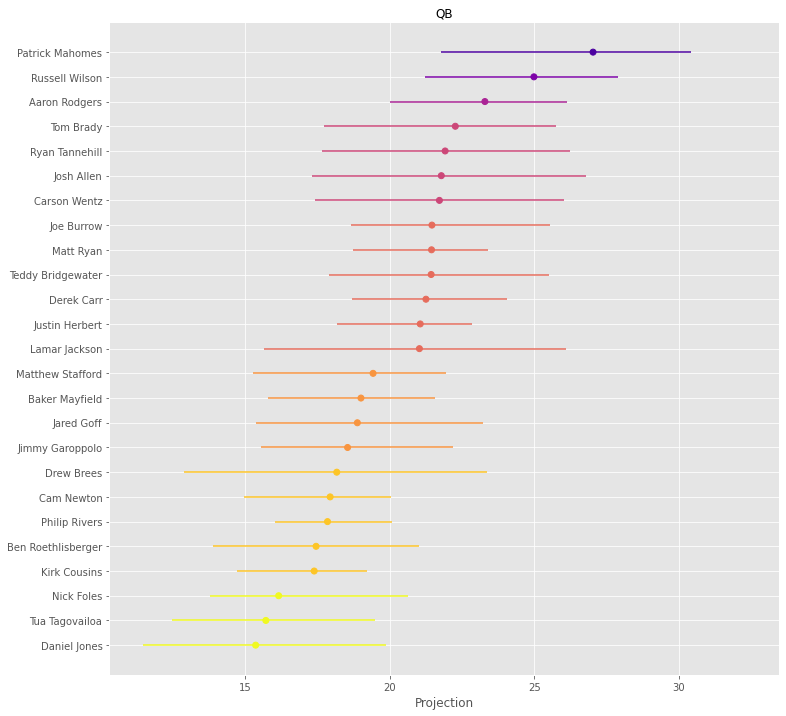 QB
Patrick Mahomes
Russell Wilson
Aaron Rodgers
Tom Brady
Ryan Tannehill
Josh Allen
Carson Wentz
Joe Burrow
Matt Ryan
Teddy Bridgewater
Derek Carr
Justin Herbert
Lamar Jackson
Matthew Stafford
Baker Mayfield
Jared Goff
Jimmy Garoppolo
Drew Brees
Cam Newton
Philip Rivers
Ben Roethlisberger
Kirk Cousins
Nick Foles
Tua Tagovailoa
Daniel Jones
15 20 25 30
Projection